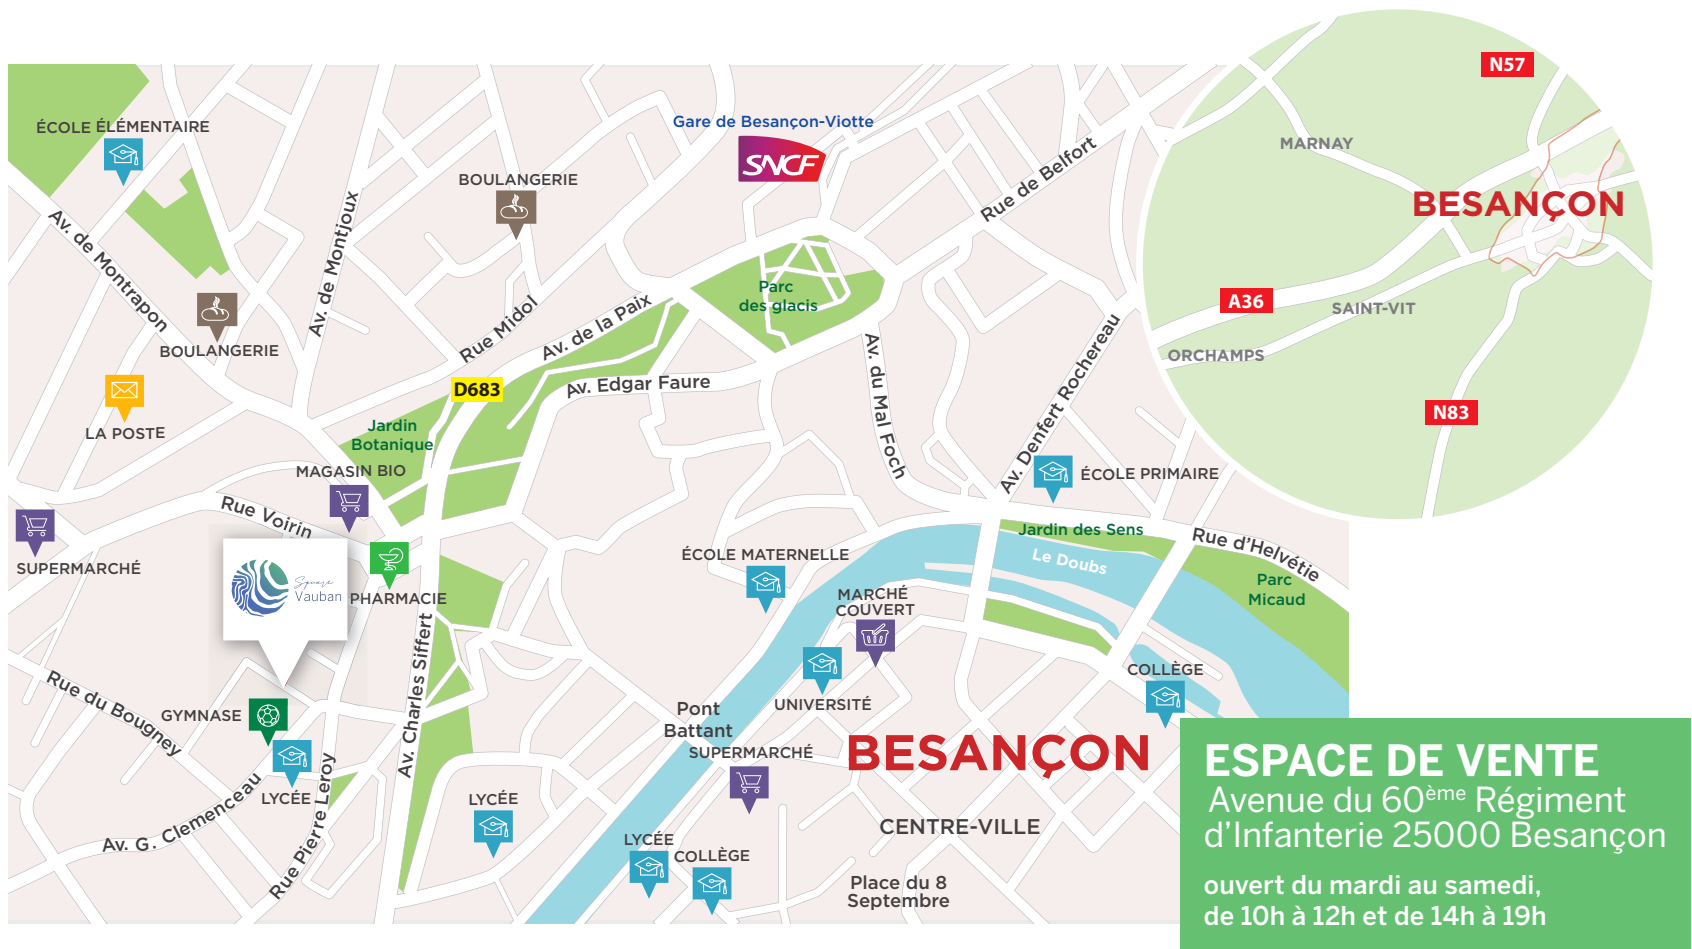 N57
MARNAY
BESANÇON
A36
SAINT-VIT
ORCHAMPS
N83
ÉCOLE ÉLÉMENTAIRE
Gare de Besançon-Viotte
SNCF
BOULANGERIE
Rue de Belfort
Av. de Montrapon
Av. de Montjoux
BOULANGERIE
Parc
des glacis
Rue Midol
Av. de la Paix
Av. Edgar Faure
D683
Av. du Mal Foch
Av. Denfert Rochereau
LA POSTE
Jardin
Botanique
MAGASIN BIO
ÉCOLE PRIMAIRE
Rue Voirin
SUPERMARCHÉ
Jardin des Sens
Rue d'Helvétie
Le Doubs
Parc
Micaud
ÉCOLE MATERNELLE
Square
Vauban
PHARMACIE
MARCHÉ
COUVERT
Av. Charles Siffert
Rue du Bougney
GYMNASE
UNIVERSITÉ
COLLÈGE
Pont
Battant
SUPERMARCHÉ
BESANÇON
LYCÉE
Av. G. Clemenceau
Rue Pierre Leroy
LYCÉE
LYCÉE
COLLÈGE
CENTRE-VILLE
Place du 8
Septembre
ESPACE DE VENTE
Avenue du 60ème Régiment
d'Infanterie 25000 Besançon
ouvert du mardi au samedi,
de 10h à 12h et de 14h à 19h